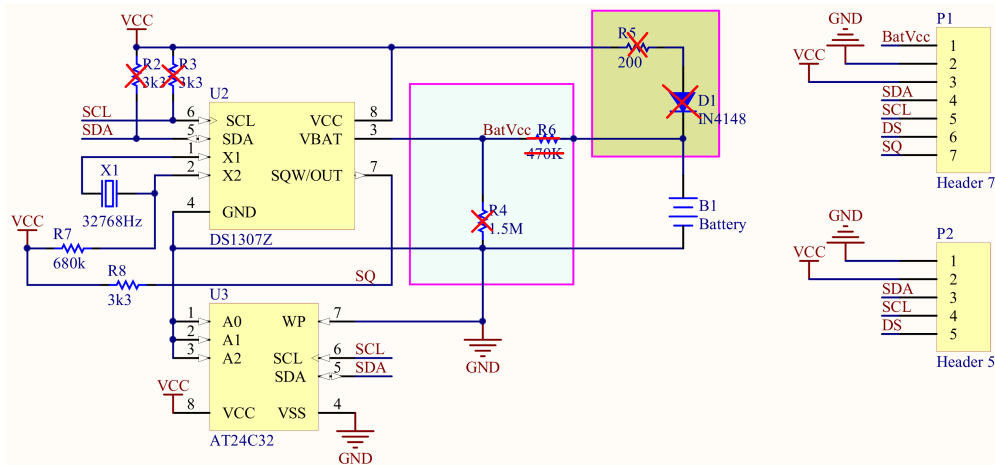 VCC
R2
3k3
R3
3k3
SCL
SDA
U2
6
5
1
2
4
SCL
SDA
X1
X2
GND
VCC
VBAT
SQW/OUT
8
3
7
DS1307Z
X1
32768Hz
VCC
R7
680k
R8
3k3
SQ
BatVcc
R6
470K
R4
1.5M
R5
200
D1
IN4148
B1
Battery
U3
1
2
3
8
A0
A1
A2
VCC
WP
SCL
SDA
VSS
7
6
5
4
SCL
SDA
VCC
AT24C32
GND
GND
P1
GND
VCC
BatVcc
SDA
SCL
DS
SQ
1
2
3
4
5
6
7
Header 7
P2
GND
VCC
SDA
SCL
DS
1
2
3
4
5
Header 5